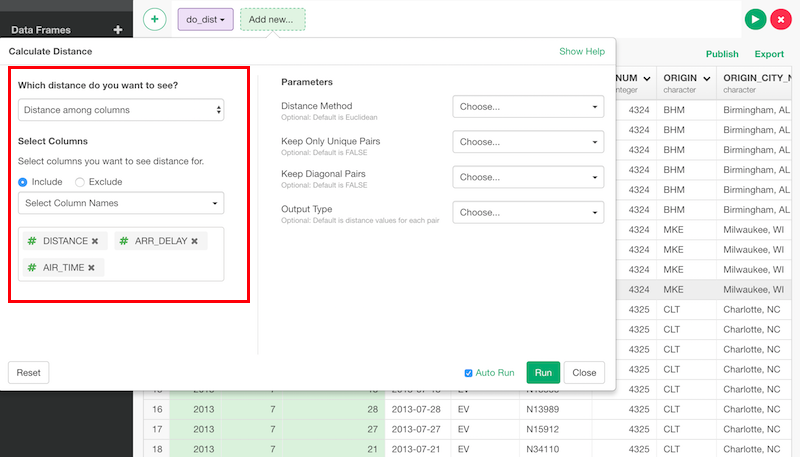 Data Frames +
+ do_dist Add new...
Calculate Distance Show Help
Publish Export
Which distance do you want to see?
Distance among columns
Select Columns
Select columns you want to see distance for.
Include Exclude
Select Column Names
# DISTANCE ✖ # ARR_DELAY ✖
# AIR_TIME ✖
Parameters
Distance Method Choose...
Optional: Default is Euclidean
Keep Only Unique Pairs Choose...
Optional: Default is FALSE
Keep Diagonal Pairs Choose...
Optional: Default is FALSE
Output Type Choose...
Optional: Default is distance values for each pair
Reset Auto Run Run Close
NUM ORIGIN ORIGIN_CITY_N
integer character character
4324 BHM Birmingham, AL
4324 BHM Birmingham, AL
4324 BHM Birmingham, AL
4324 BHM Birmingham, AL
4324 BHM Birmingham, AL
4324 BHM Birmingham, AL
4324 MKE Milwaukee, WI
4324 MKE Milwaukee, WI
4324 MKE Milwaukee, WI
4324 MKE Milwaukee, WI
4325 CLT Charlotte, NC
4325 CLT Charlotte, NC
4325 CLT Charlotte, NC
4325 CLT Charlotte, NC
4325 CLT Charlotte, NC
16 2013 7 28 2013-07-28 EV N13989 4325 CLT Charlotte, NC
17 2013 7 27 2013-07-27 EV N15912 4325 CLT Charlotte, NC
18 2013 7 21 2013-07-21 EV N34110 4325 CLT Charlotte, NC